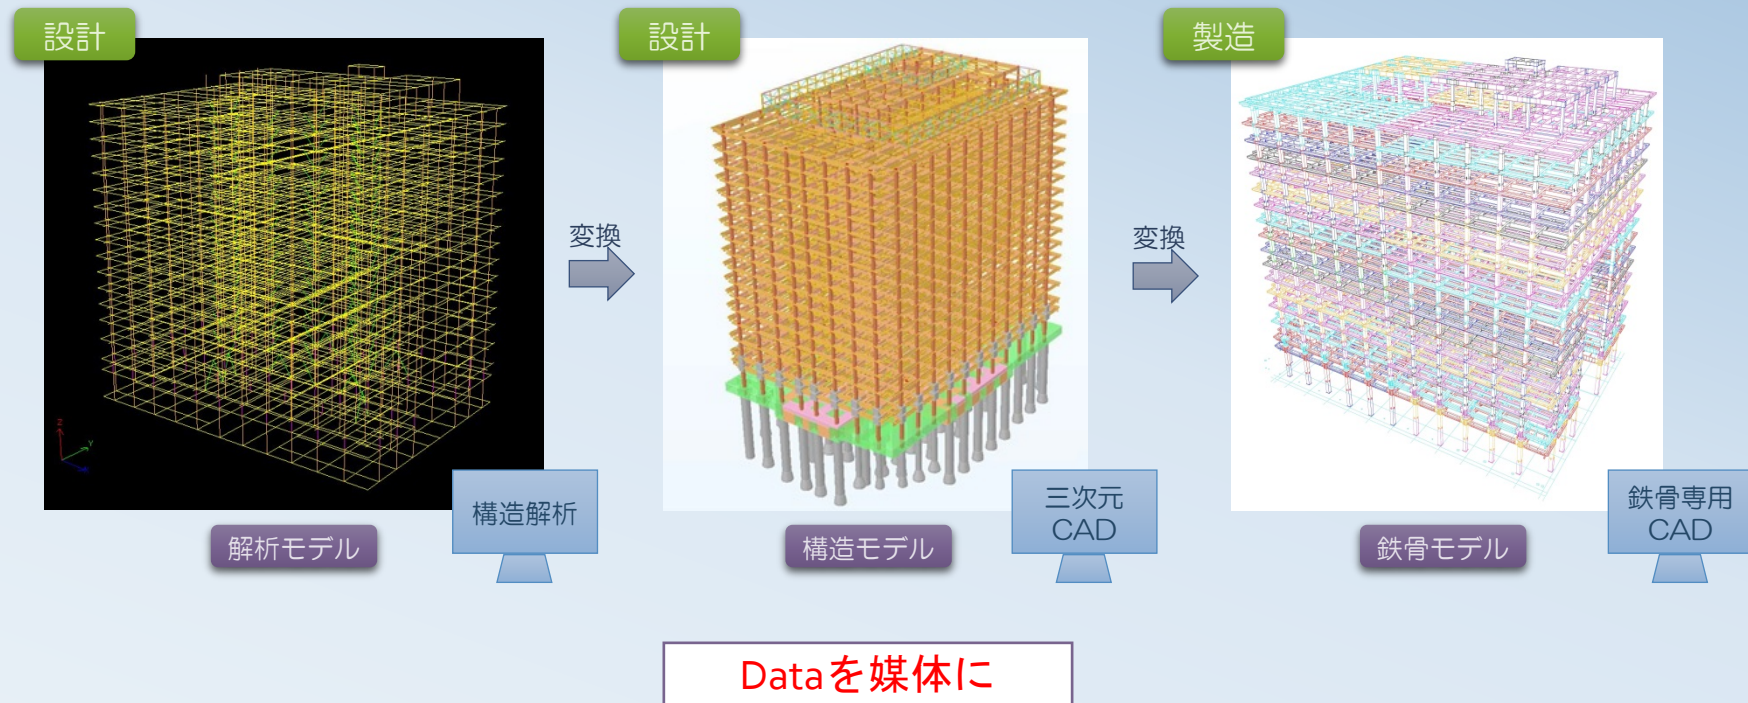 設計
設計
製造
変換
変換
Z
Y
構造解析
三次元
CAD
鉄骨専用
CAD
解析モデル
構造モデル
鉄骨モデル
Dataを媒体に